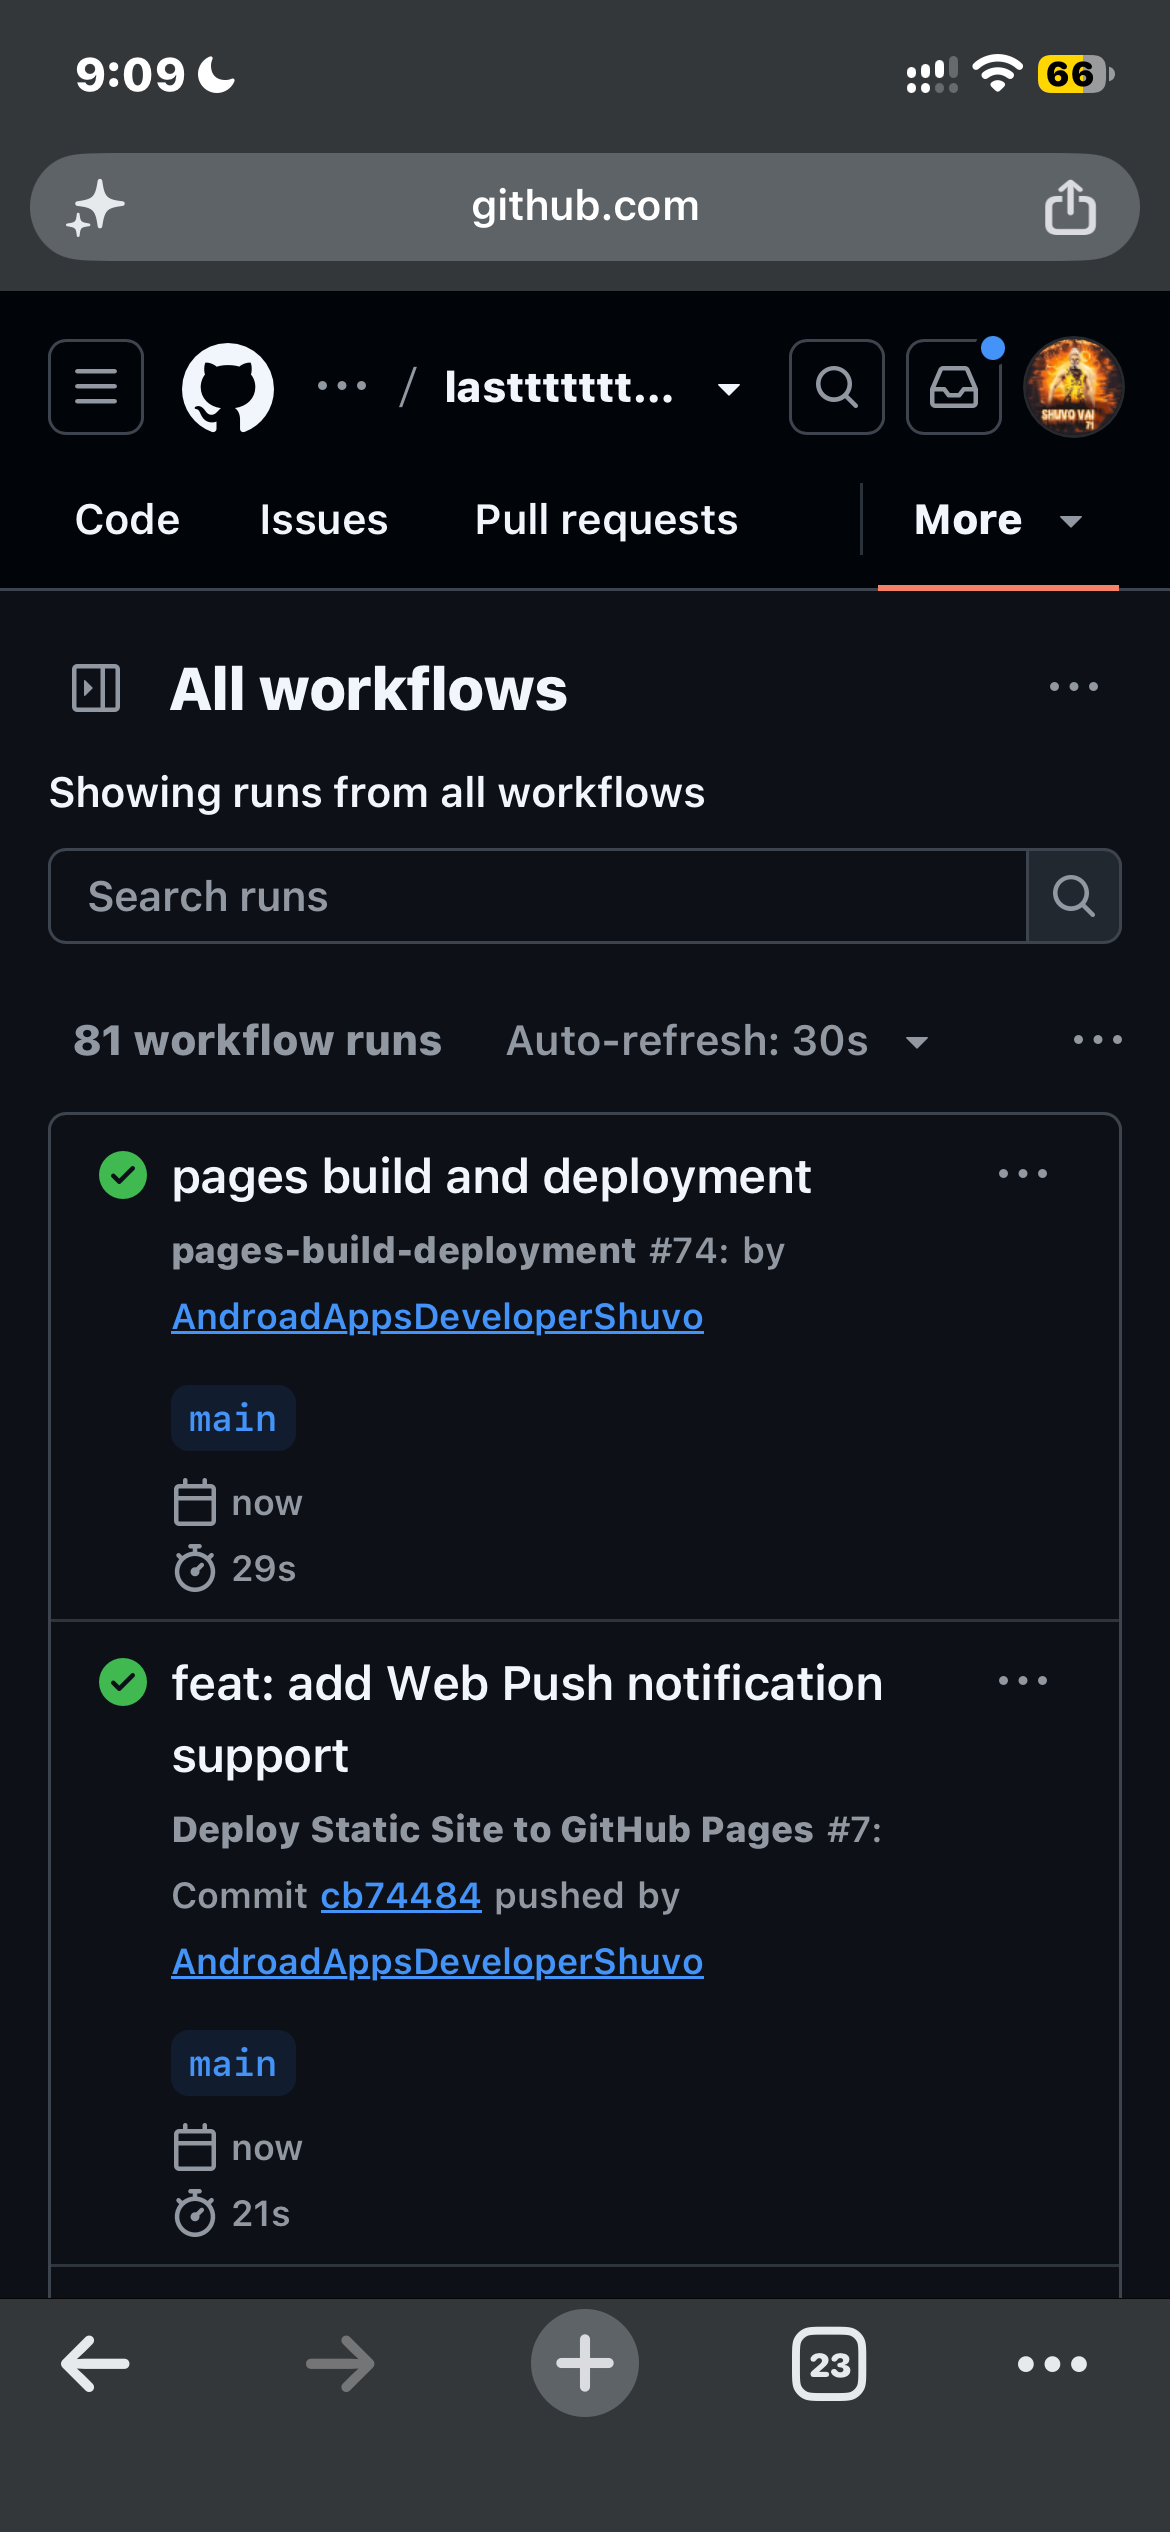 9:09
66
github.com
/ lastttttt...
SHUVO VAI
71
Code Issues Pull requests More
All workflows
Showing runs from all workflows
Search runs
81 workflow runs Auto-refresh: 30s
pages build and deployment
pages-build-deployment #74: by
AndroadAppsDeveloperShuvo
main
now
29s
feat: add Web Push notification
support
Deploy Static Site to GitHub Pages #7:
Commit cb74484 pushed by
AndroadAppsDeveloperShuvo
main
now
21s
23